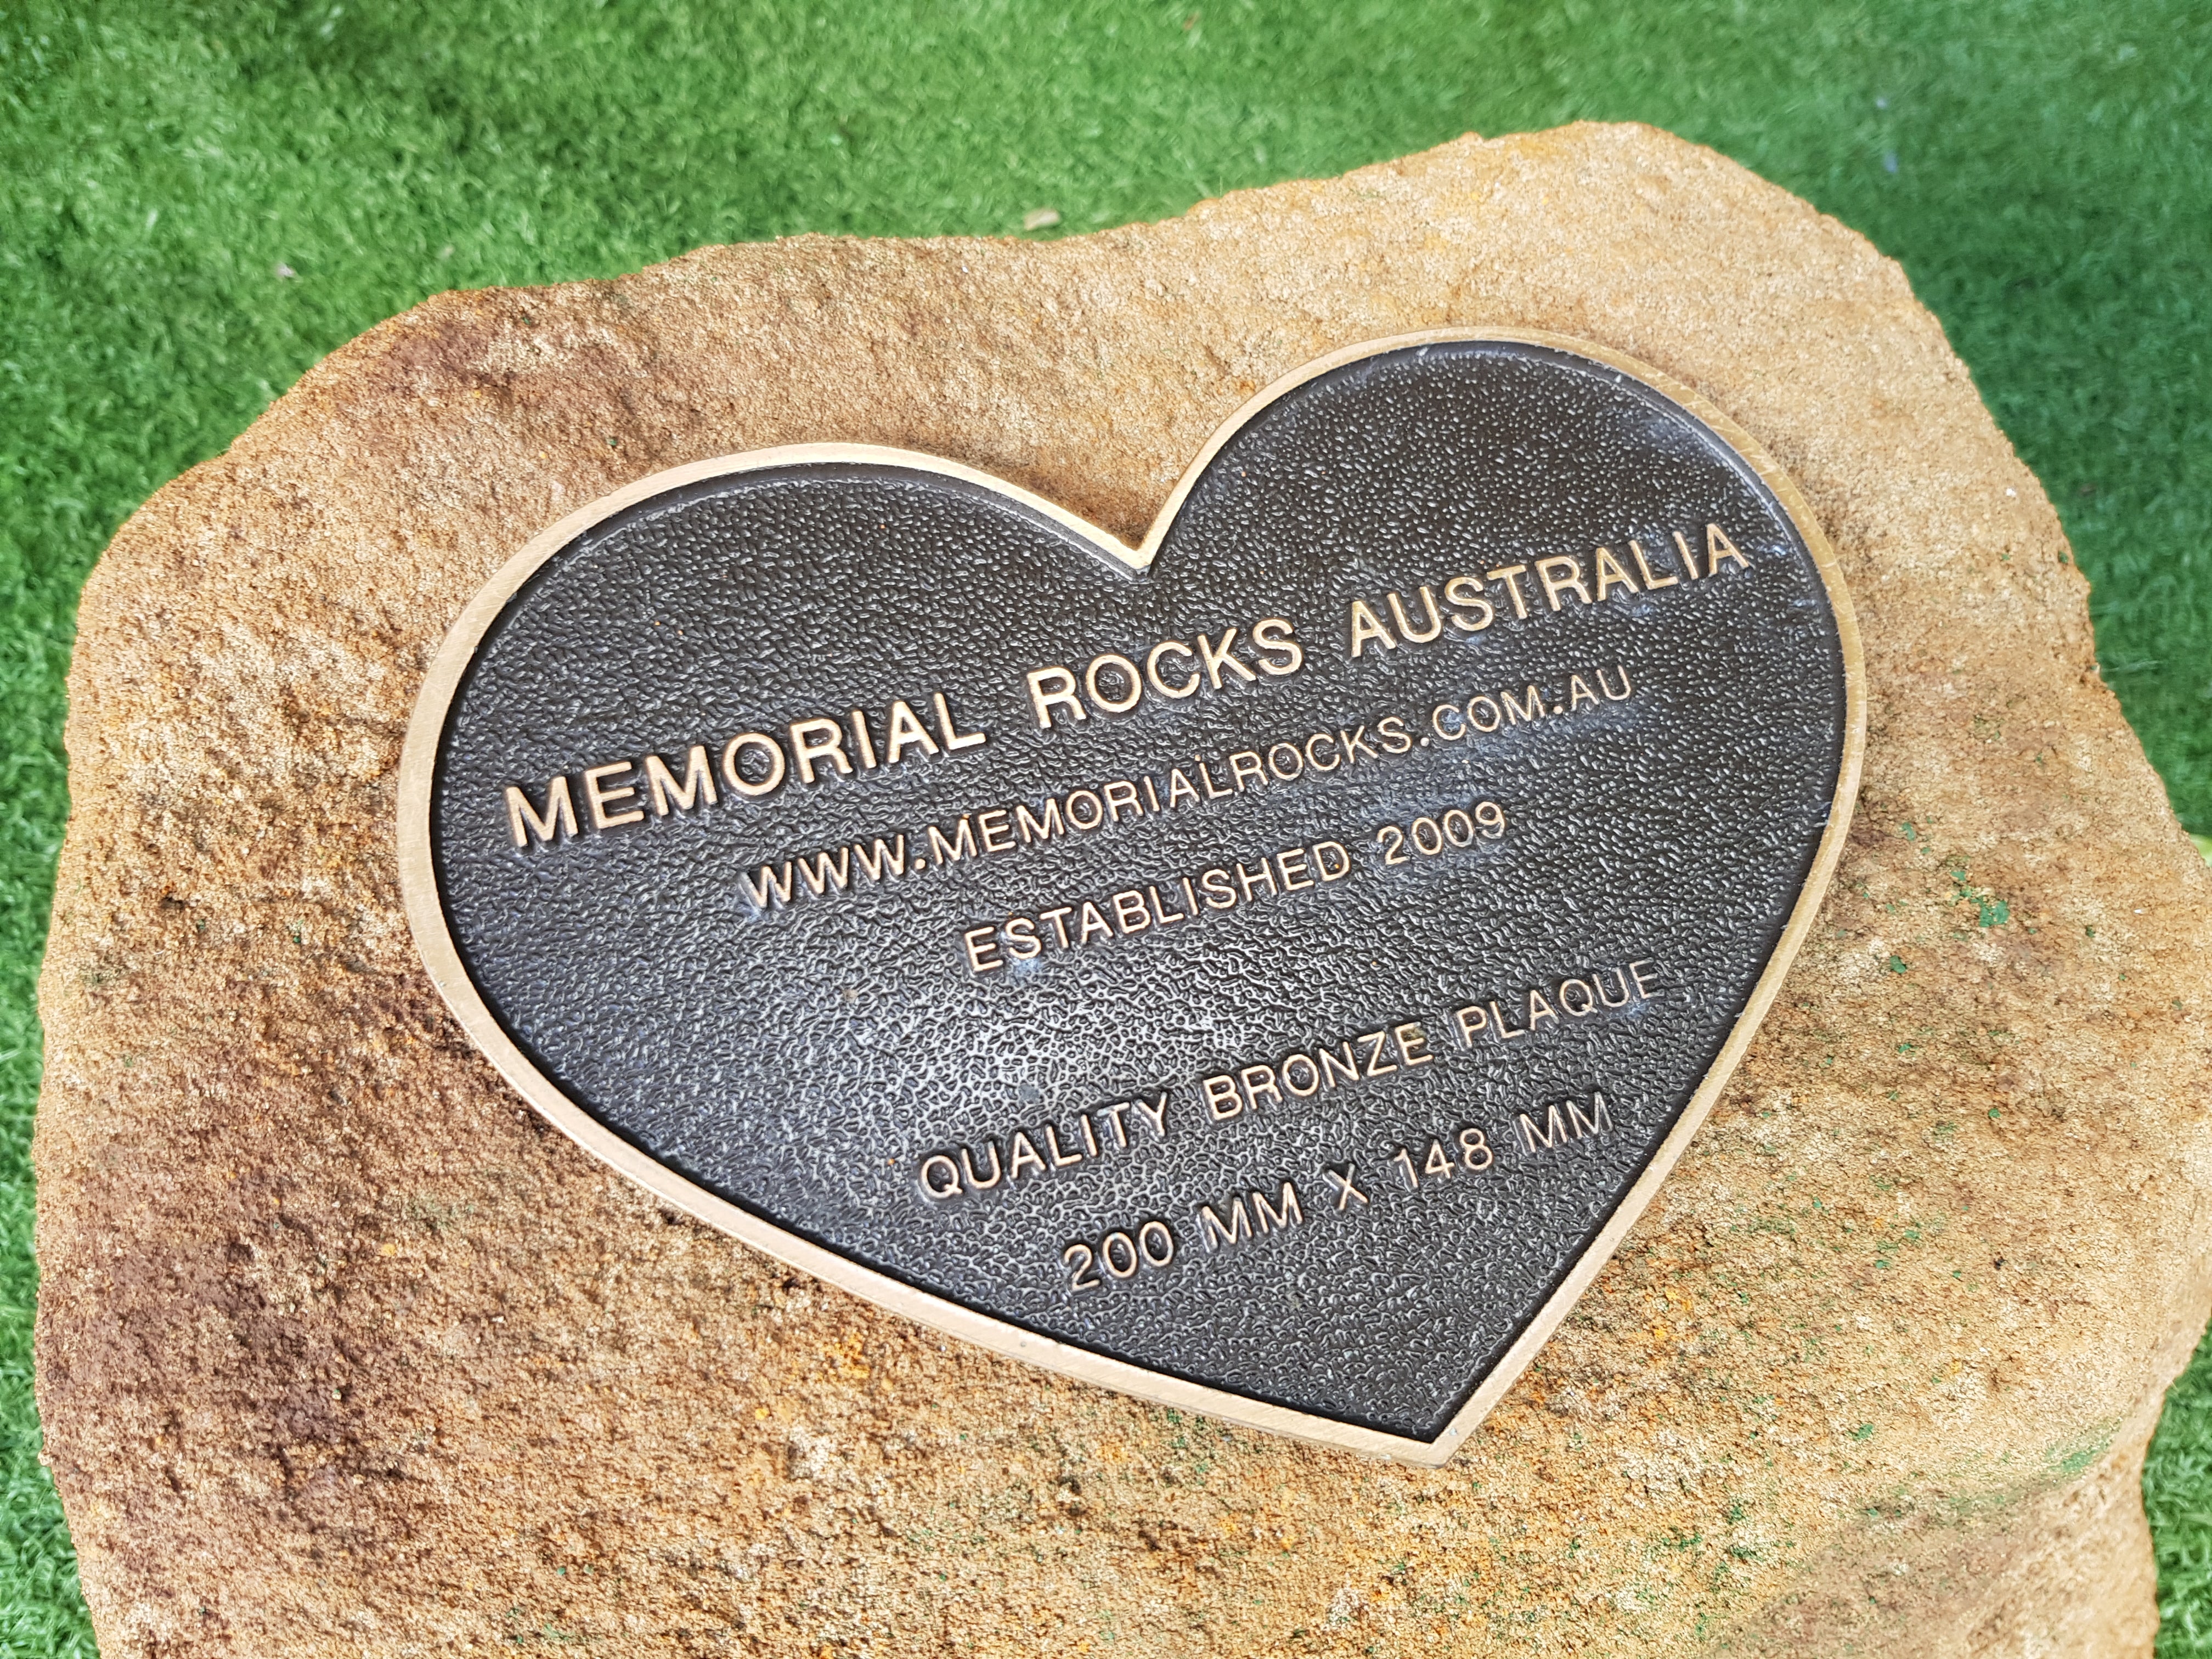 MEMORIAL ROCKS AUSTRALIA
WWW.MEMORIALROCKS.COM.AU
ESTABLISHED 2009
QUALITY BRONZE PLAQUE
200 MM X 148 MM